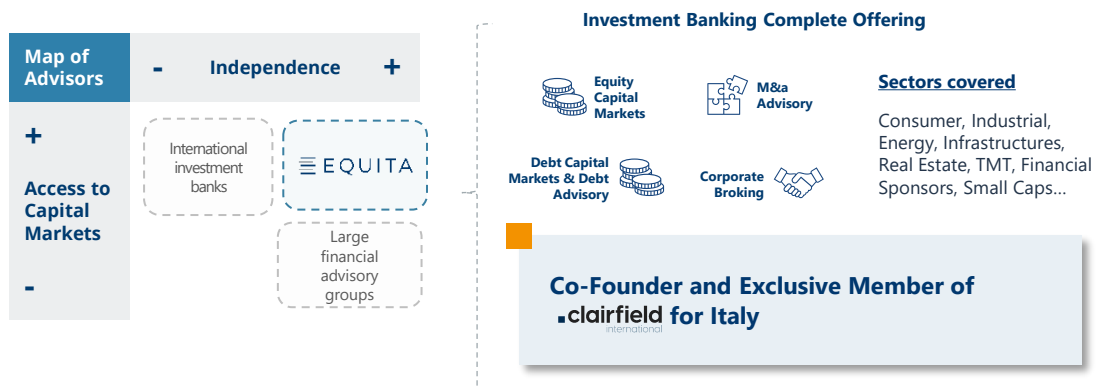 Map of
Advisors
- Independence +
+
Access to
Capital
Markets
-
International
investment
banks
EQUITA
Large
financial
advisory
groups
Investment Banking Complete Offering
Equity
Capital
Markets
M&a
Advisory
Debt Capital
Markets & Debt
Advisory
Corporate
Broking
Sectors covered
Consumer, Industrial,
Energy, Infrastructures,
Real Estate, TMT, Financial
Sponsors, Small Caps...
Co-Founder and Exclusive Member of
clairfield for Italy
international